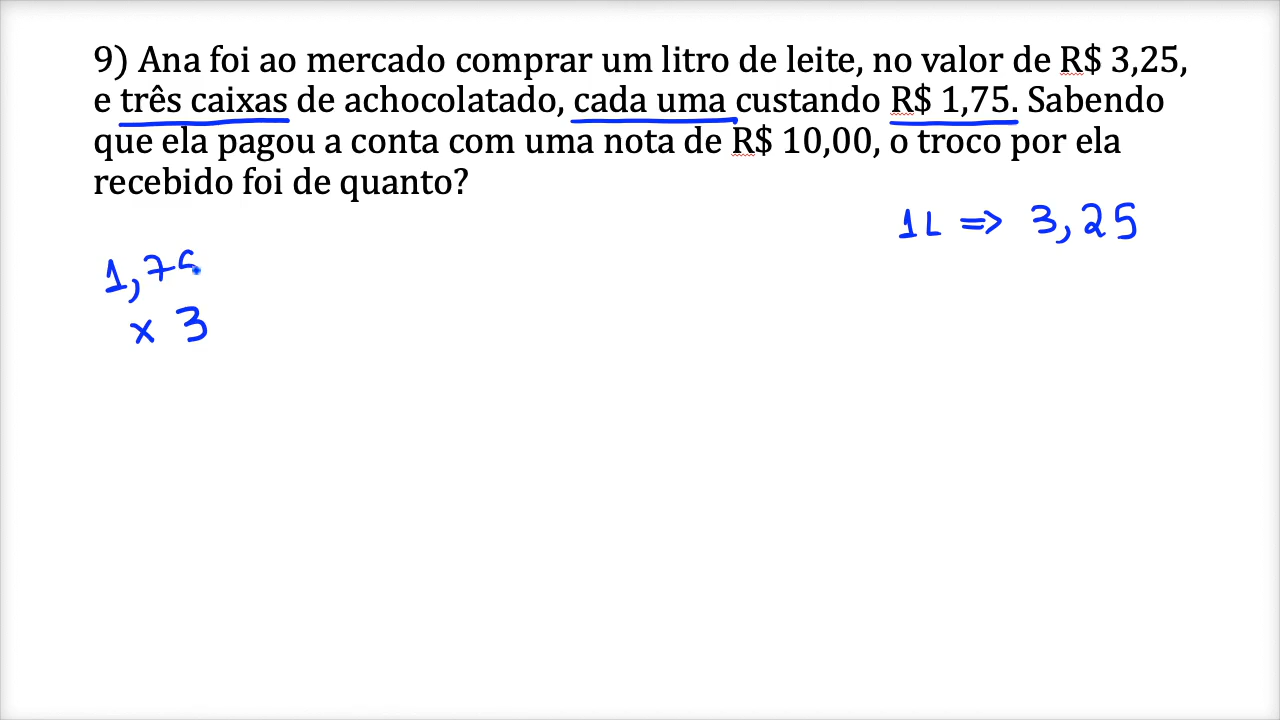 9) Ana foi ao mercado comprar um litro de leite, no valor de R$ 3,25,
e três caixas de achocolatado, cada uma custando R$ 1,75. Sabendo
que ela pagou a conta com uma nota de R$ 10,00, o troco por ela
recebido foi de quanto?
1L => 3,25
1,75
x 3